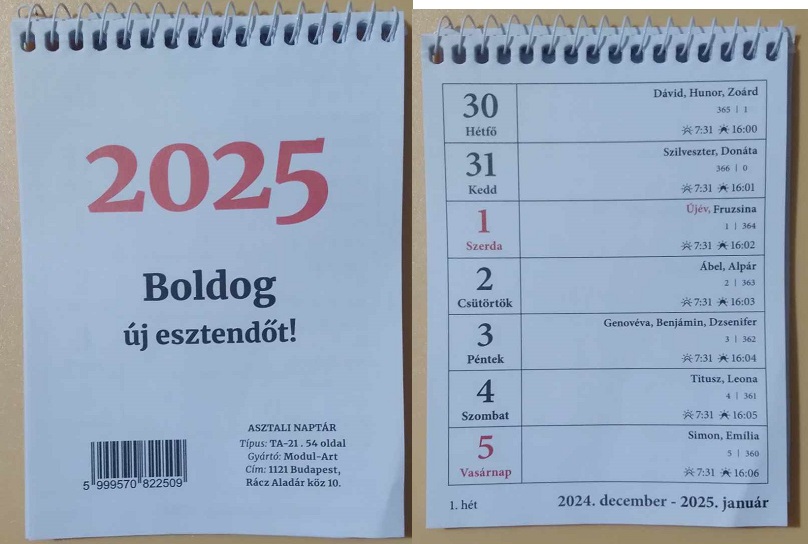 2025
Boldog
új esztendőt!
ASZTALI NAPTÁR
Típus: TA-21 . 54 oldal
Gyártó: Modul-Art
Cím: 1121 Budapest,
Rácz Aladár köz 10.
5 999570 822509
30
Hétfő
Dávid, Hunor, Zoárd
365 | 1
7:31 16:00
31
Kedd
Szilveszter, Donáta
366 | 0
7:31 16:01
1
Szerda
Újév, Fruzsina
1 | 364
7:31 16:02
2
Csütörtök
Ábel, Alpár
2 | 363
7:31 16:03
3
Péntek
Genovéva, Benjámin, Dzsenifer
3 | 362
7:31 16:04
4
Szombat
Titusz, Leona
4 | 361
7:31 16:05
5
Vasárnap
Simon, Emília
5 | 360
7:31 16:06
1. hét
2024. december - 2025. január